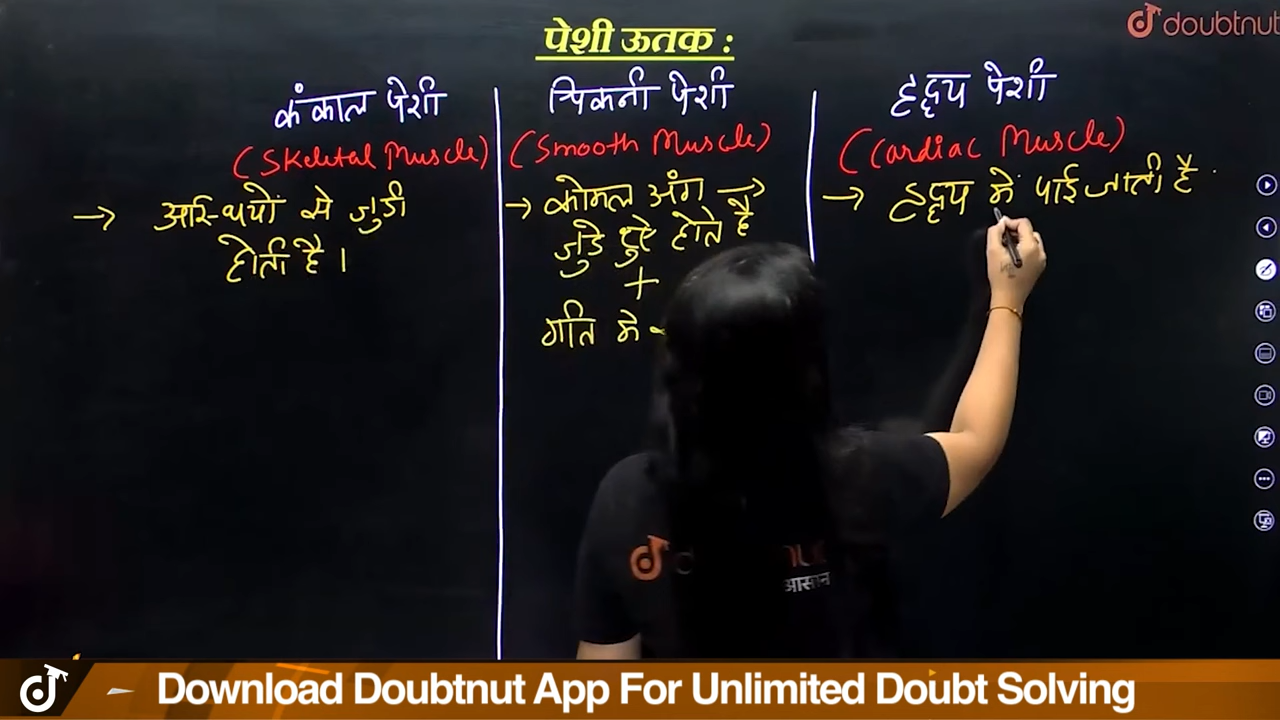 doubtnut
पेशी ऊतक :
कंकाल पेशी
(Skeletal Muscle)
→ अस्थियों से जुडी
होती है।
चिकनी पेशी
(Smooth Muscle)
→ कोमल अंग →
जुडे हुए होते है
+
गति मे
हृदय पेशी
(Cardiac Muscle)
→ हृदय में पाई जाती है
आसान
Download Doubtnut App For Unlimited Doubt Solving